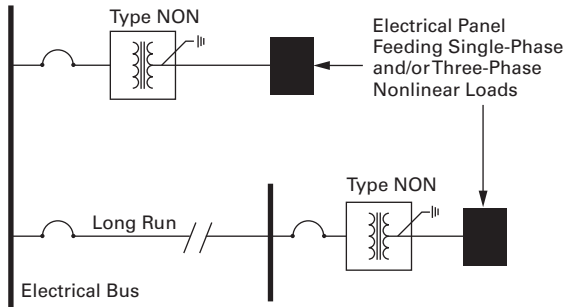 Type NON
Electrical Panel
Feeding Single-Phase
and/or Three-Phase
Nonlinear Loads
Type NON
Long Run
Electrical Bus